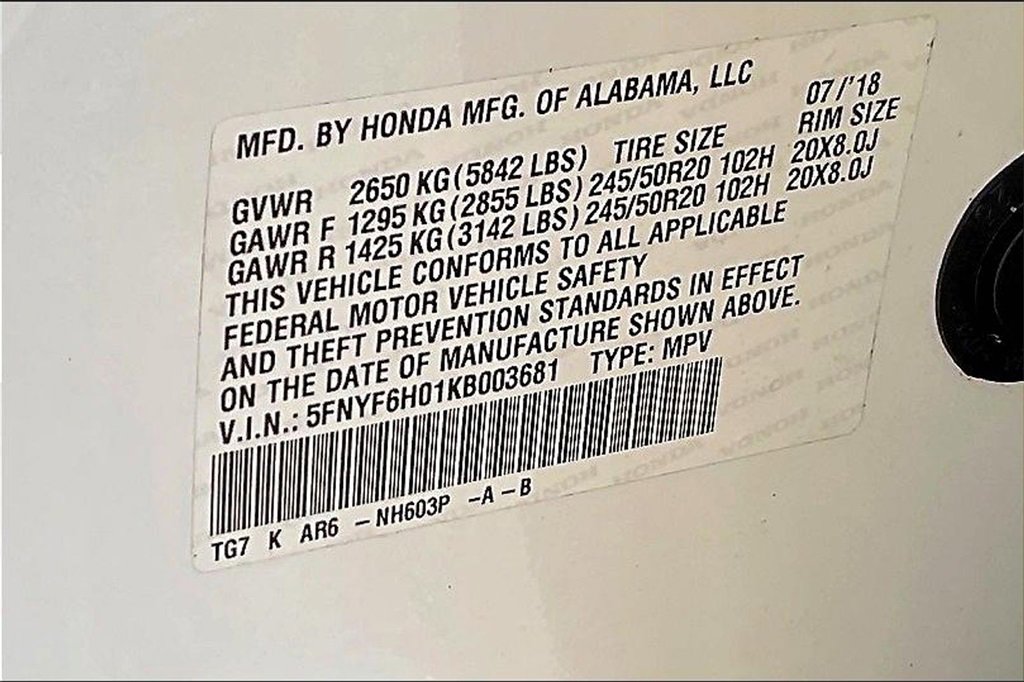 MFD. BY HONDA MFG. OF ALABAMA, LLC 07/'18
GVWR 2650 KG (5842 LBS) TIRE SIZE RIM SIZE
GAWR F 1295 KG (2855 LBS) 245/50R20 102H 20X8.0J
GAWR R 1425 KG (3142 LBS) 245/50R20 102H 20X8.0J
THIS VEHICLE CONFORMS TO ALL APPLICABLE
FEDERAL MOTOR VEHICLE SAFETY
AND THEFT PREVENTION STANDARDS IN EFFECT
ON THE DATE OF MANUFACTURE SHOWN ABOVE.
V.I.N.: 5FNYF6H01KB003681 TYPE: MPV
TG7 K AR6 -NH603P -A-B